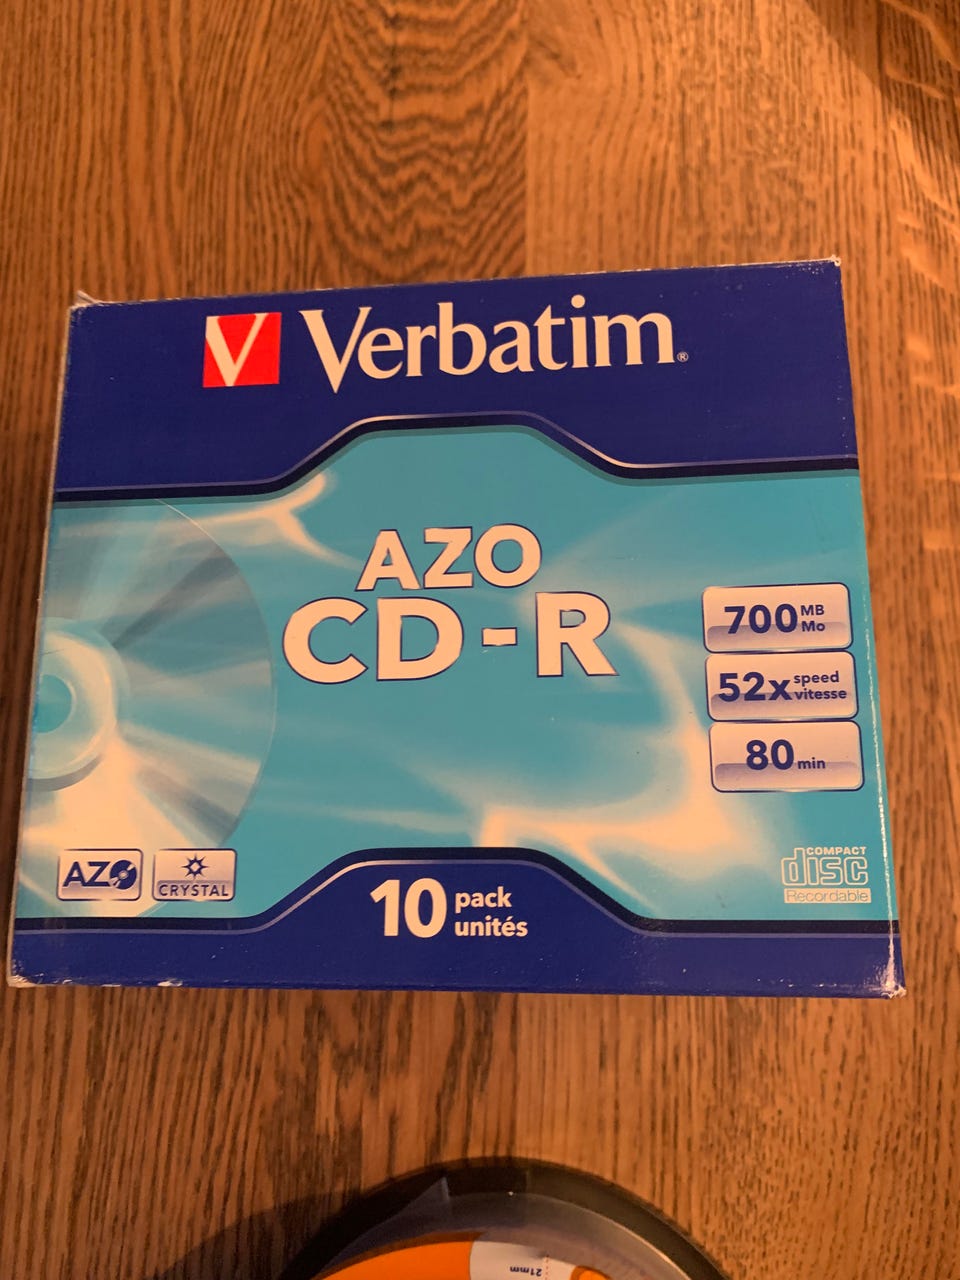 V Verbatim®
AZO
CD-R
700 MB
Mo
52x speed
vitesse
80 min
AZO
CRYSTAL
COMPACT
disc
Recordable
10 pack
unités
21mm